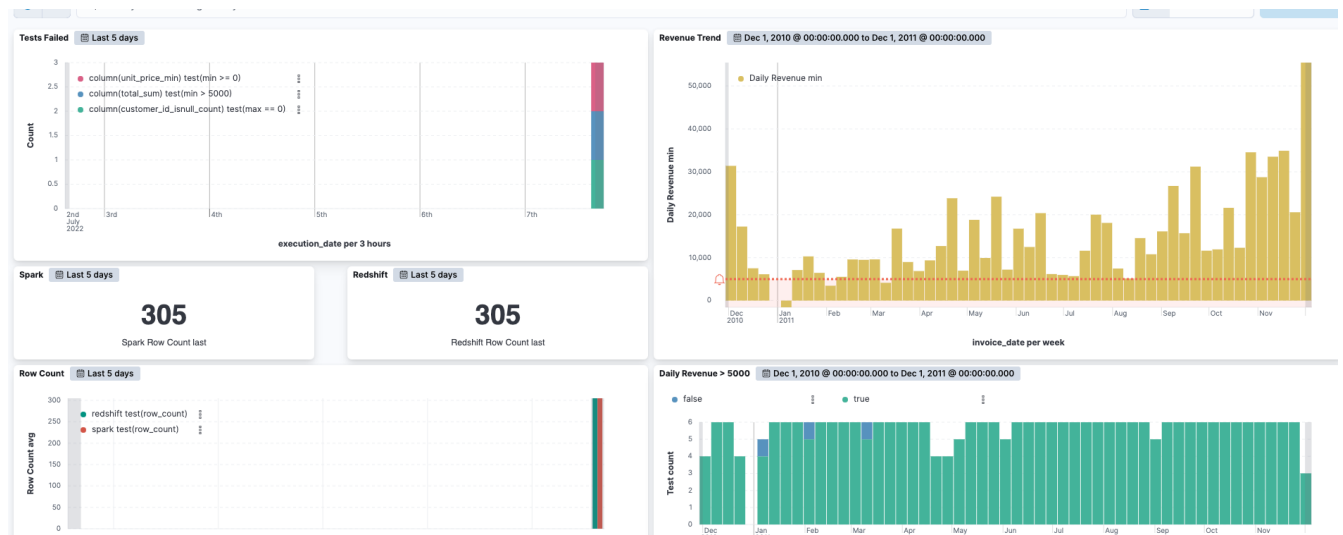 Tests Failed Last 5 days
3
2.5
2
1.5
1
0.5
0
Count
column(unit_price_min) test(min >= 0)
column(total_sum) test(min > 5000)
column(customer_id_isnull_count) test(max == 0)
2nd 3rd 4th 5th 6th 7th
July
2022
execution_date per 3 hours
Revenue Trend Dec 1, 2010 @ 00:00:00.000 to Dec 1, 2011 @ 00:00:00.000
Daily Revenue min
50,000
40,000
30,000
20,000
10,000
0
Daily Revenue min
Dec Jan Feb Mar Apr May Jun Jul Aug Sep Oct Nov
2010 2011
invoice_date per week
Spark Last 5 days
305
Spark Row Count last
Redshift Last 5 days
305
Redshift Row Count last
Row Count Last 5 days
300
250
200
150
100
50
0
Row Count avg
redshift test(row_count)
spark test(row_count)
Daily Revenue > 5000 Dec 1, 2010 @ 00:00:00.000 to Dec 1, 2011 @ 00:00:00.000
false true
6
5
4
3
2
1
0
Test count
Dec Jan Feb Mar Apr May Jun Jul Aug Sep Oct Nov